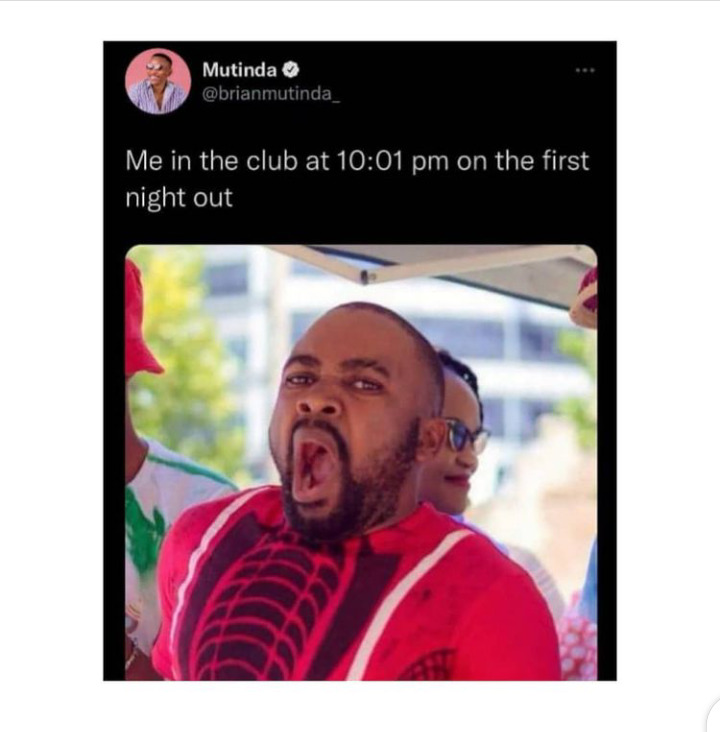 Mutinda
@brianmutinda_
Me in the club at 10:01 pm on the first
night out